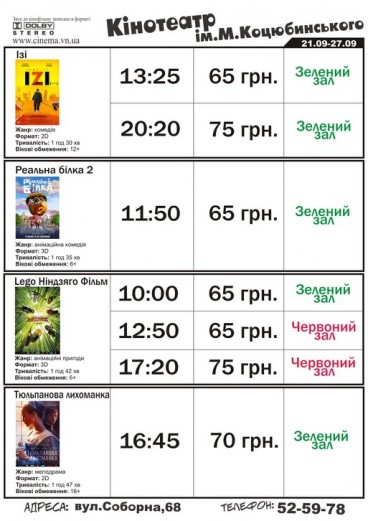 Звук до кінофільму записано в форматі
DOLBY
STEREO
www.cinema.vn.ua
Кінотеатр
ім.М.Коцюбинського
21.09-27.09
Ізі
ІЗІ
Жанр: комедія
Формат: 2D
Тривалість: 1 год 30 хв
Вікові обмеження: 12+
13:25 65 грн. Зелений зал
20:20 75 грн. Зелений зал
Реальна білка 2
РЕАЛЬНА
БІЛКА
Жанр: анімаційна комедія
Формат: 3D
Тривалість: 1 год 35 хв
Вікові обмеження: 6+
11:50 65 грн. Зелений зал
Lego Ніндзяго Фільм
Жанр: анімаційні пригоди
Формат: 3D
Тривалість: 1 год 42 хв
Вікові обмеження: 6+
10:00 65 грн. Зелений зал
12:50 65 грн. Червоний зал
17:20 75 грн. Червоний зал
Тюльпанова лихоманка
ТЮЛЬПАНОВА
ЛИХОМАНКА
Жанр: мелодрама
Формат: 2D
Тривалість: 1 год 47 хв
Вікові обмеження: 16+
16:45 70 грн. Зелений зал
АДРЕСА: вул.Соборна,68
ТЕЛЕФОН: 52-59-78